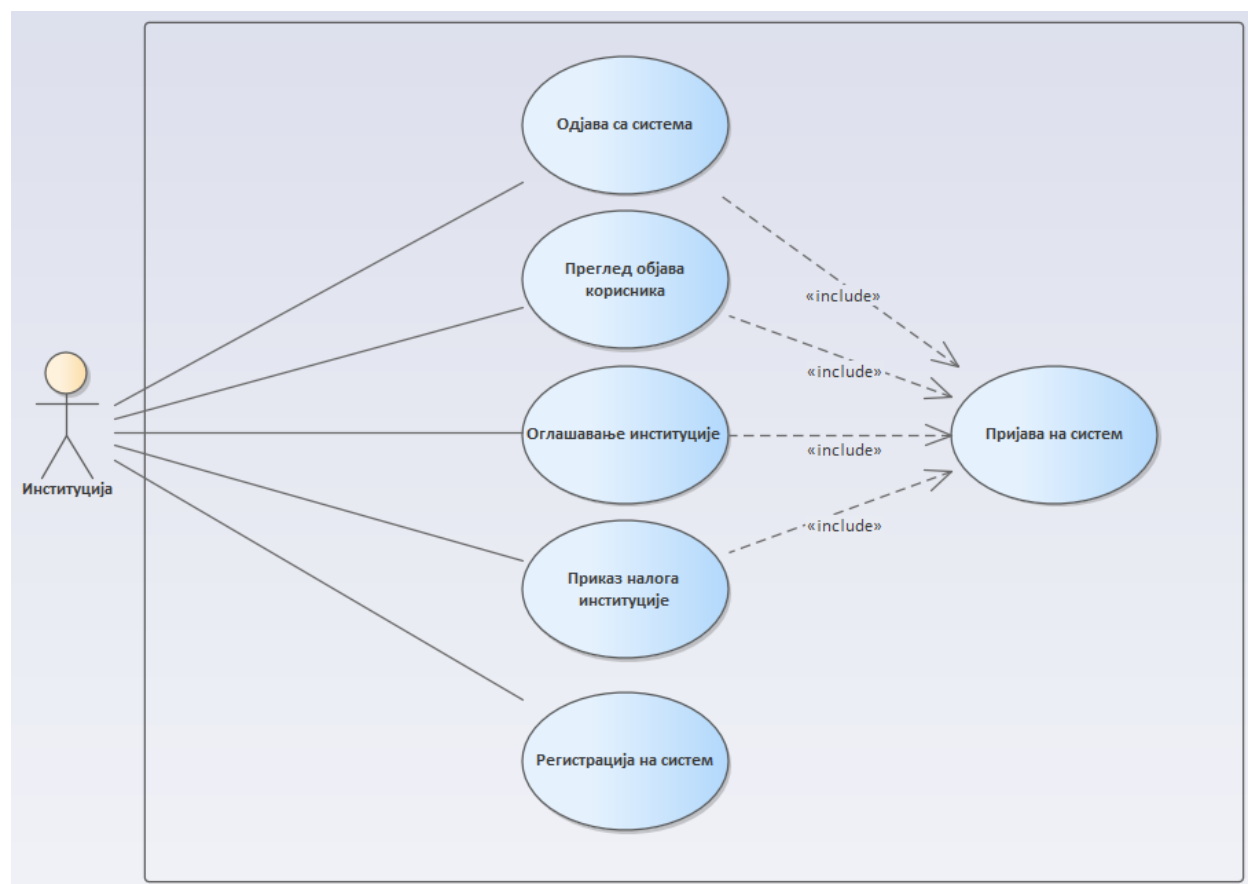 Одјава са система
Преглед објава
корисника
«include»
«include»
Оглашавање институције
Пријава на систем
«include»
Институција
«include»
Приказ налога
институције
Регистрација на систем